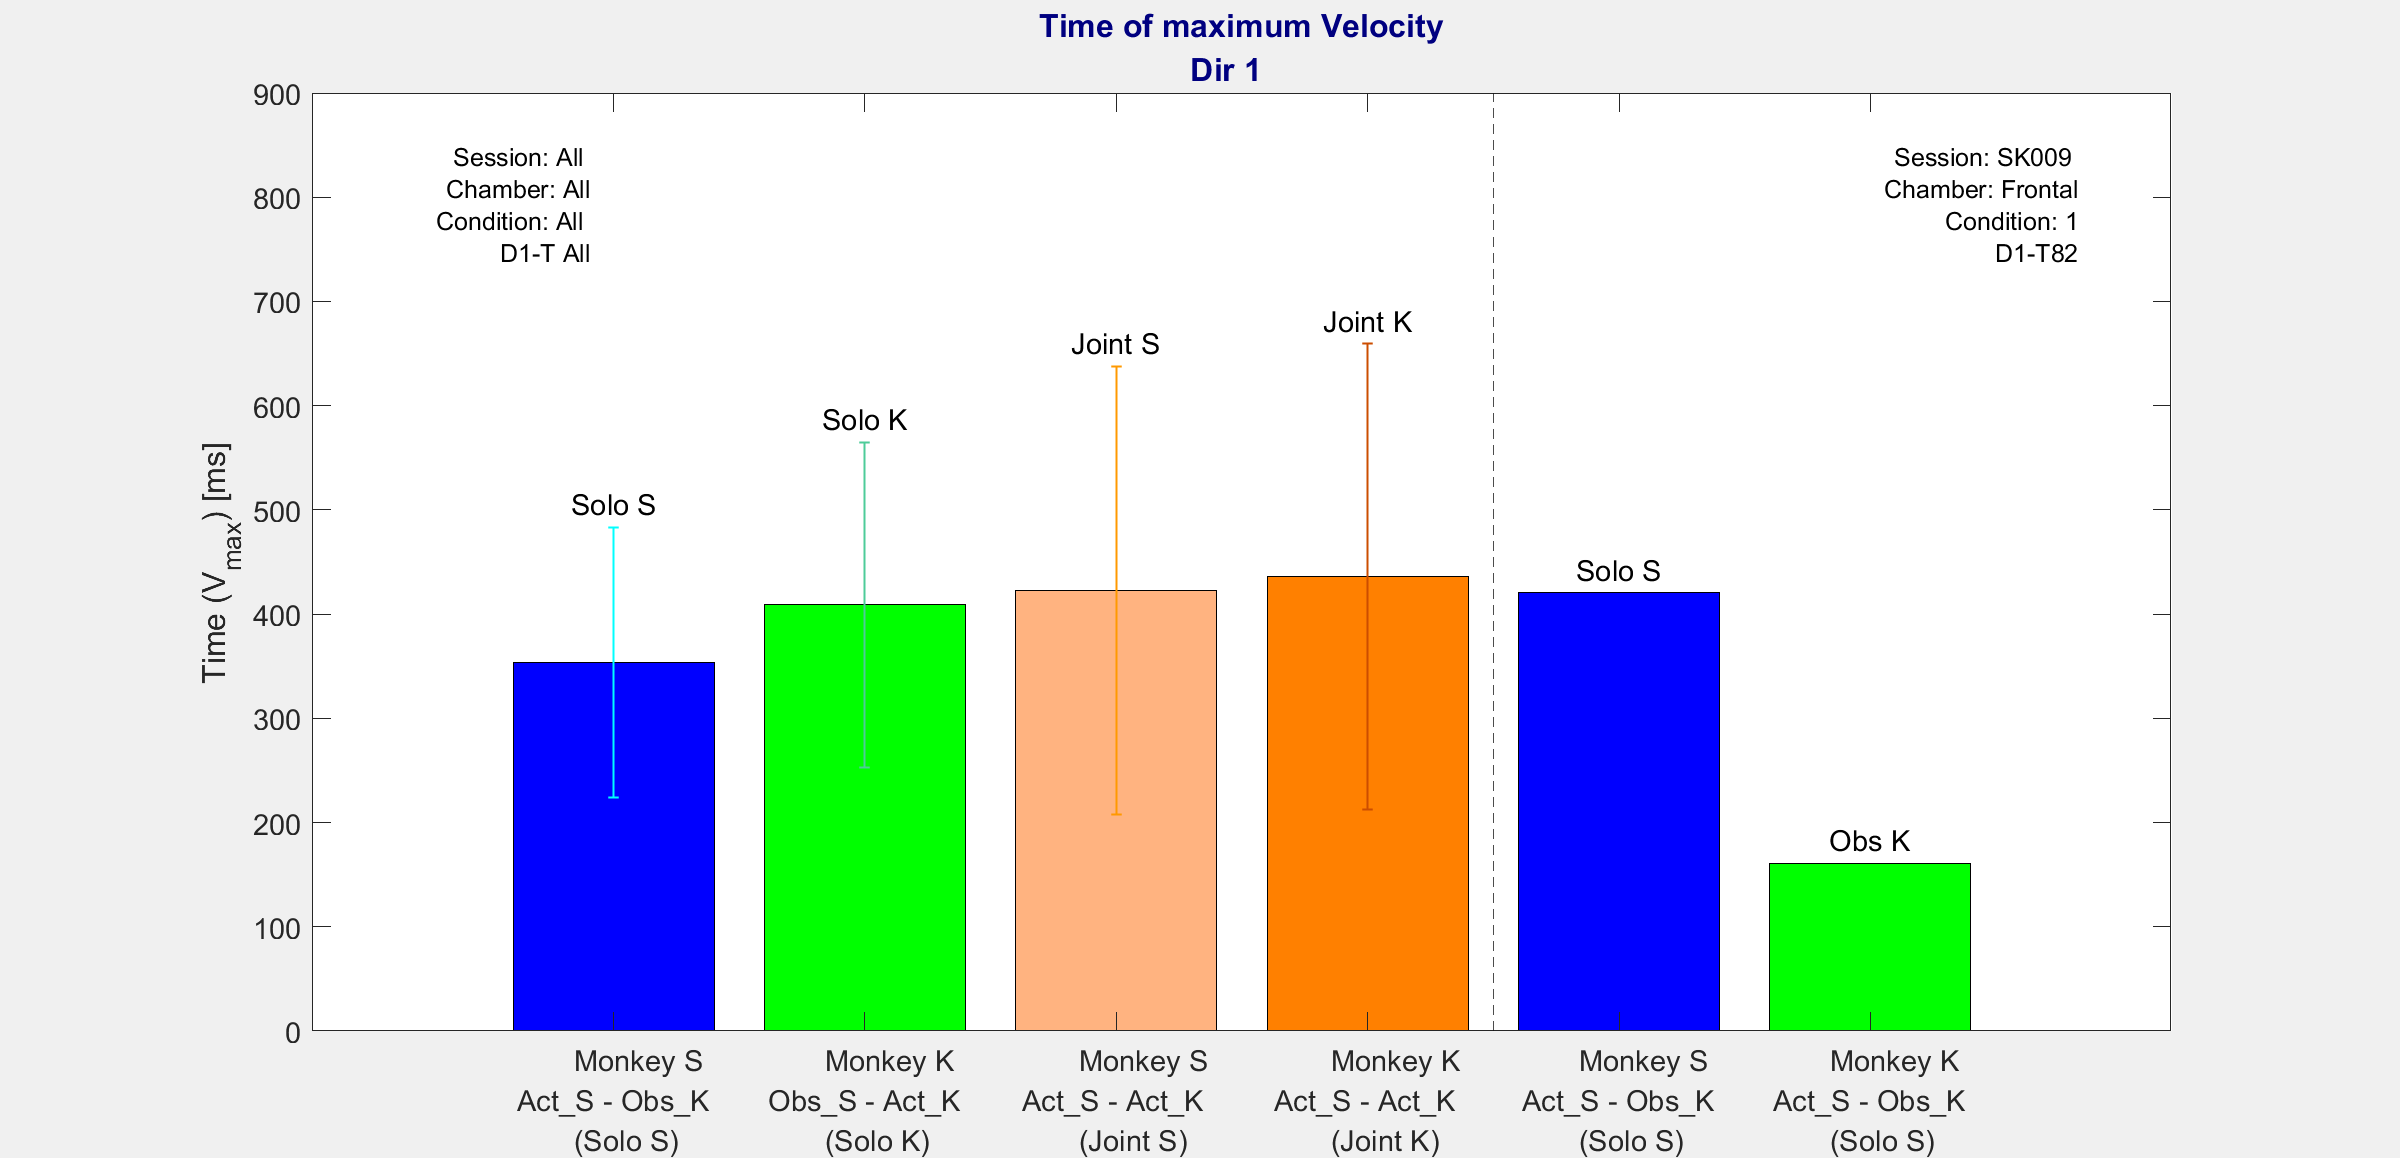 Time of maximum Velocity
Dir 1
900
800
700
600
500
400
300
200
100
0
Time (Vmax) [ms]
Session: All
Chamber: All
Condition: All
D1-T All
Session: SK009
Chamber: Frontal
Condition: 1
D1-T82
Solo S
Solo K
Joint S
Joint K
Solo S
Obs K
Monkey S
Act_S - Obs_K
(Solo S)
Monkey K
Obs_S - Act_K
(Solo K)
Monkey S
Act_S - Act_K
(Joint S)
Monkey K
Act_S - Act_K
(Joint K)
Monkey S
Act_S - Obs_K
(Solo S)
Monkey K
Act_S - Obs_K
(Solo S)